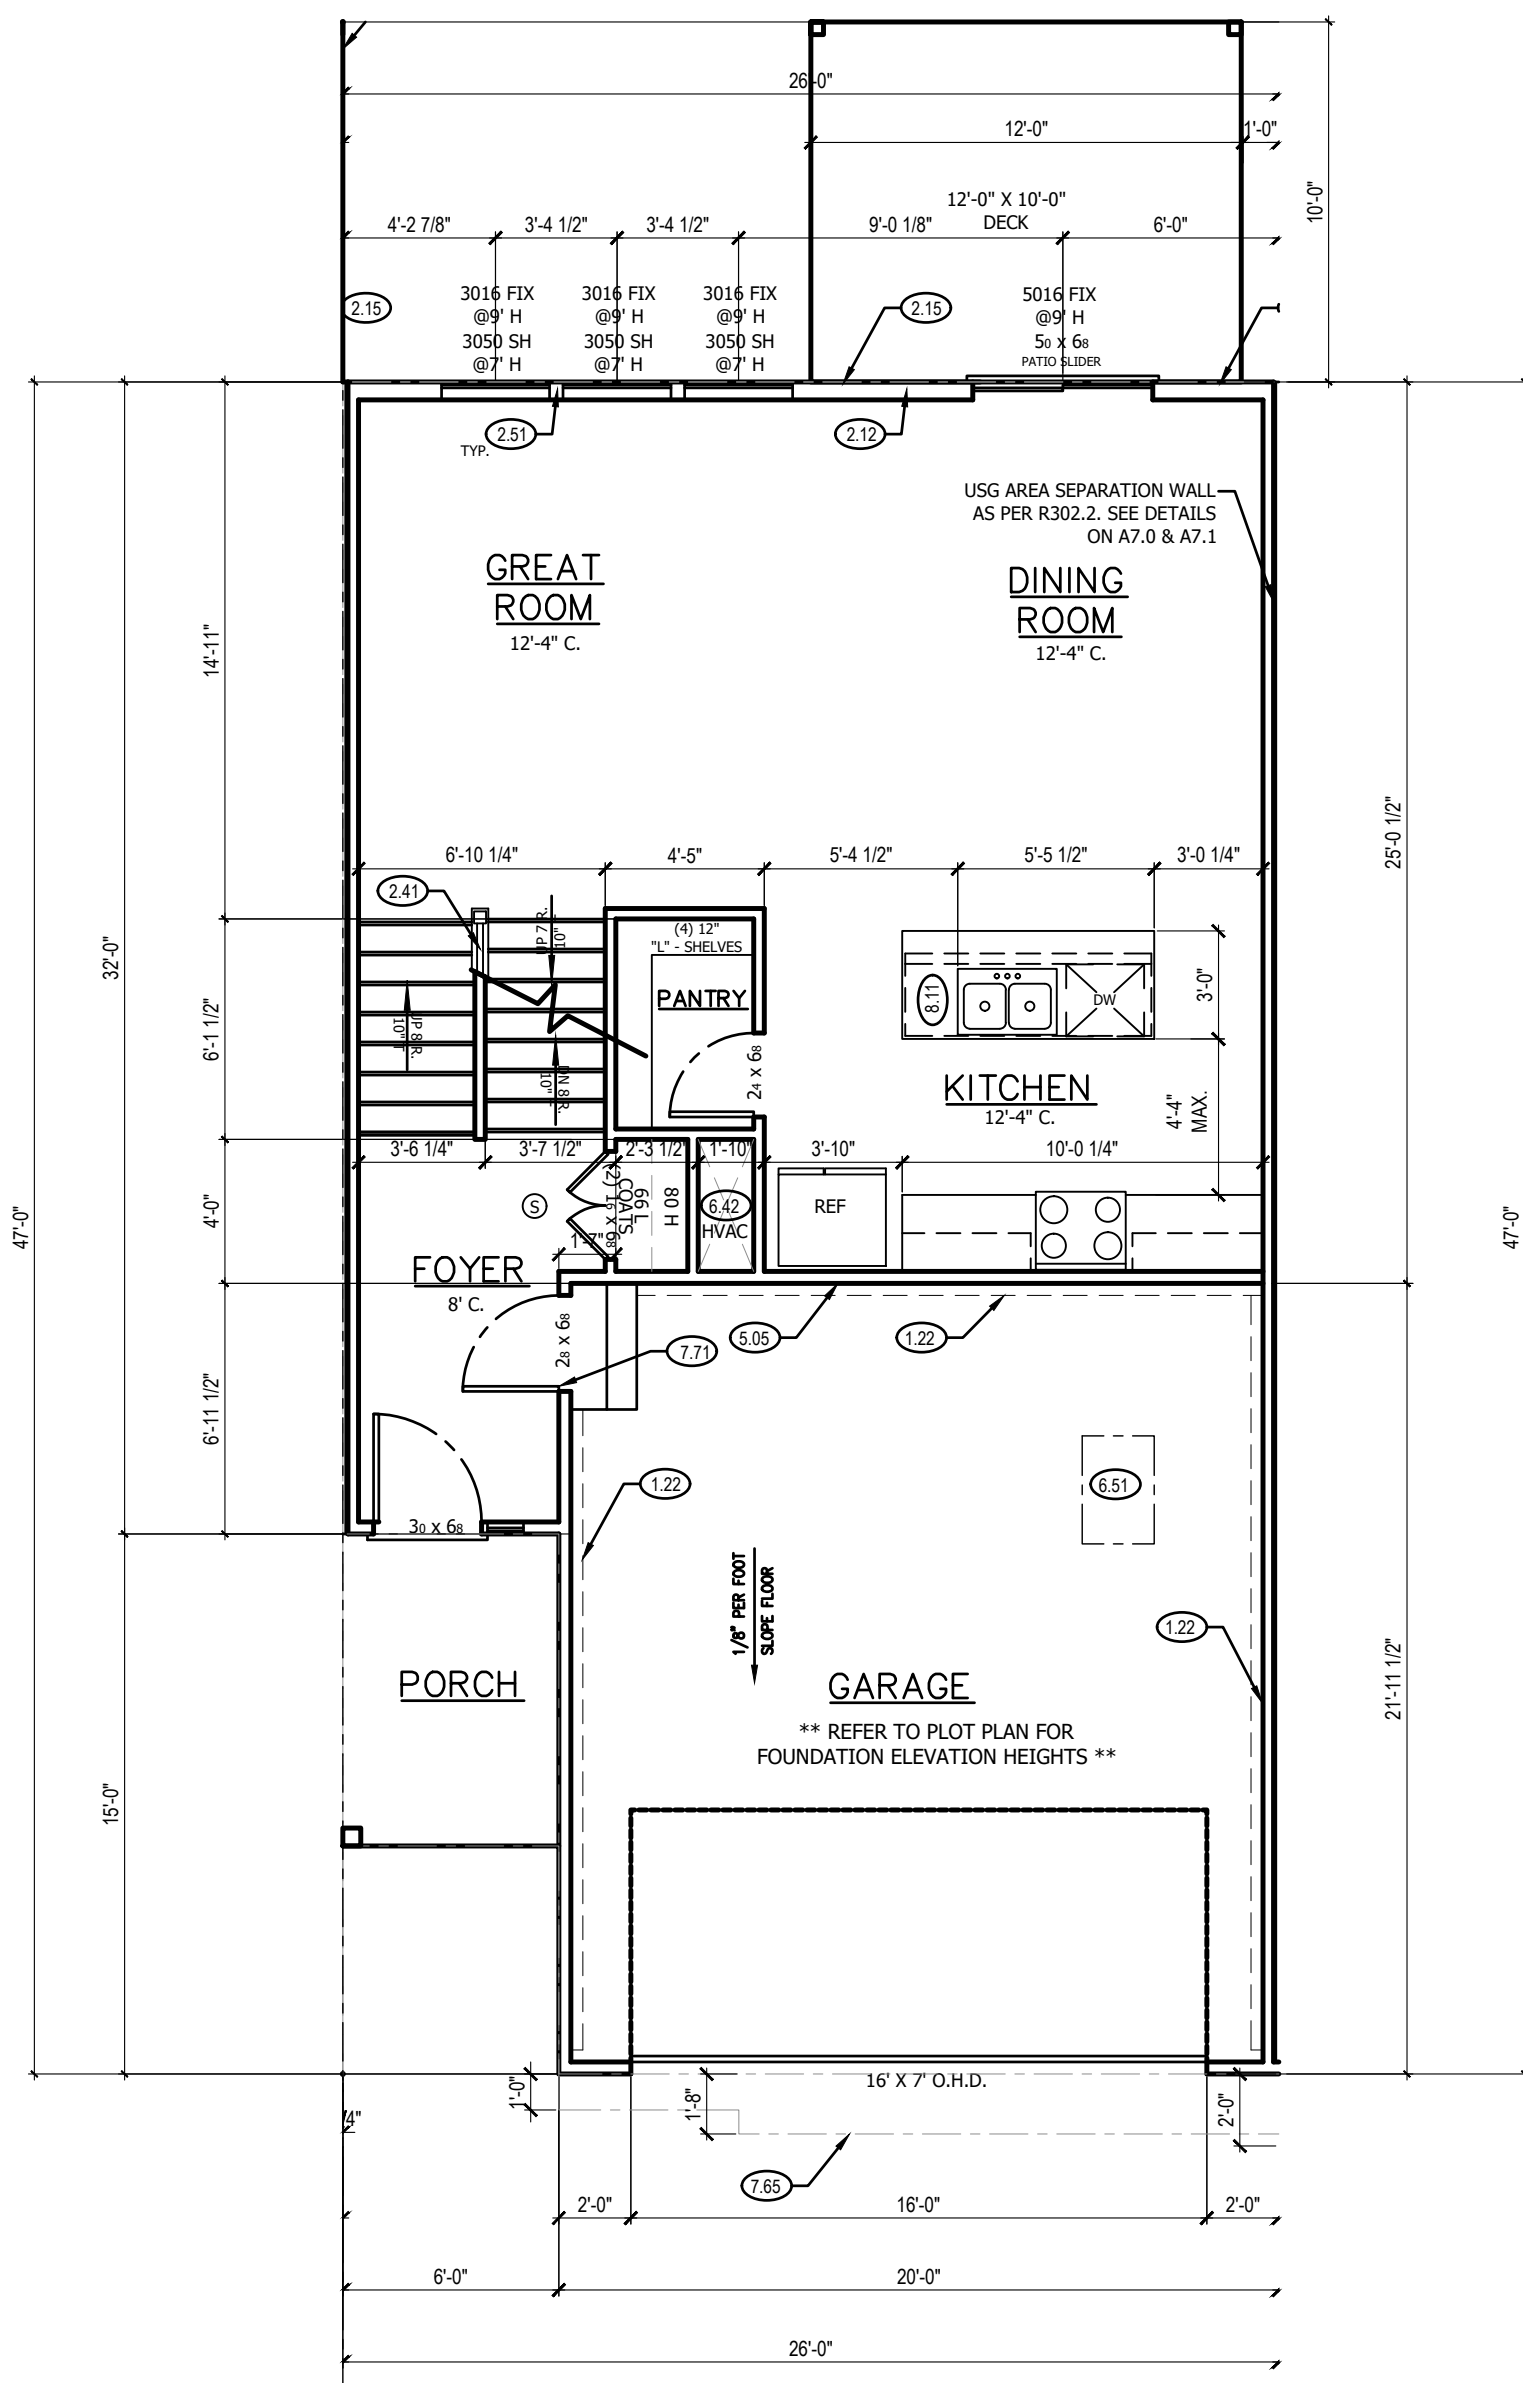 26'-0"
12'-0"
1'-0"
10'-0"
12'-0" X 10'-0"
DECK
4'-2 7/8"
3'-4 1/2"
3'-4 1/2"
9'-0 1/8"
6'-0"
2.15
3016 FIX
@9' H
3050 SH
@7' H
3016 FIX
@9' H
3050 SH
@7' H
3016 FIX
@9' H
3050 SH
@7' H
2.15
5016 FIX
@9' H
50 X 68
PATIO SLIDER
2.51
TYP.
2.12
USG AREA SEPARATION WALL
AS PER R302.2. SEE DETAILS
ON A7.0 & A7.1
GREAT
ROOM
12'-4" C.
DINING
ROOM
12'-4" C.
14'-11"
32'-0"
47'-0"
25'-0 1/2"
47'-0"
6'-10 1/4"
4'-5"
5'-4 1/2"
5'-5 1/2"
3'-0 1/4"
2.41
UP 7 R.
10"
UP 8 R.
10" T
DN 8 R.
10"
(4) 12"
"L" - SHELVES
PANTRY
24 x 68
8.11
DW
3'-0"
KITCHEN
12'-4" C.
4'-4"
MAX.
6'-1 1/2"
3'-6 1/4"
3'-7 1/2"
2'-3 1/2"
1'-10"
3'-10"
10'-0 1/4"
4'-0"
S
(2) 16 x 68
COATS
66 L
80 H
6.42
HVAC
REF
1'-7"
FOYER
8' C.
28 x 68
7.71
5.05
1.22
6'-11 1/2"
30 x 68
1.22
6.51
1/8" PER FOOT
SLOPE FLOOR
1.22
PORCH
GARAGE
** REFER TO PLOT PLAN FOR
FOUNDATION ELEVATION HEIGHTS **
21'-11 1/2"
15'-0"
16' X 7' O.H.D.
1'-0"
1'-8"
2'-0"
/4"
7.65
2'-0"
16'-0"
2'-0"
6'-0"
20'-0"
26'-0"